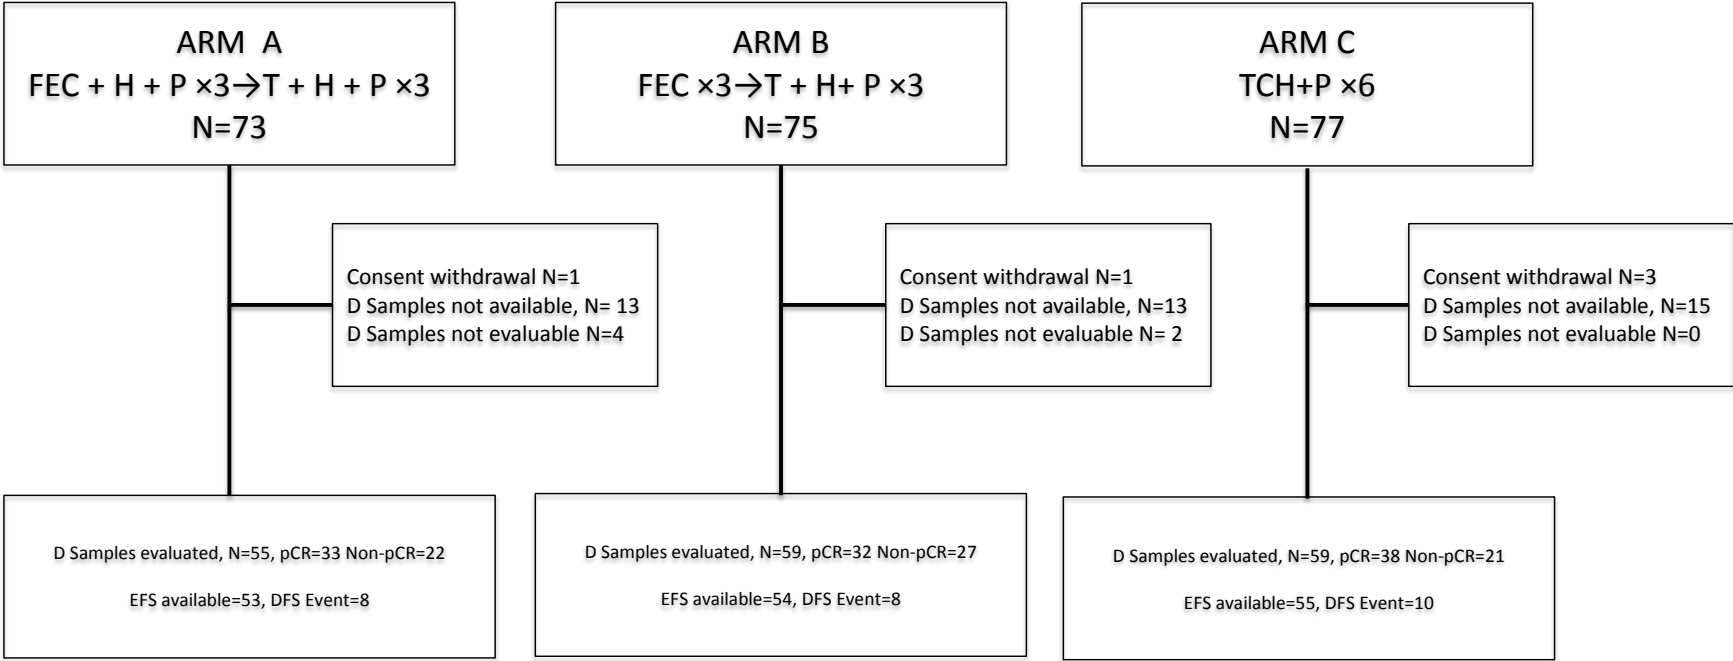 ARM  A
FEC + H + P ×3→T + H + P ×3
N=73
ARM B
FEC ×3→T + H+ P ×3
N=75
ARM C
TCH+P ×6
N=77
Consent withdrawal N=1
D Samples not available, N= 13
D Samples not evaluable N=4
Consent withdrawal N=1
D Samples not available, N=13
D Samples not evaluable N= 2
Consent withdrawal N=3
D Samples not available, N=15
D Samples not evaluable N=0
D Samples evaluated, N=55, pCR=33 Non-pCR=22
EFS available=53, DFS Event=8
D Samples evaluated, N=59, pCR=32 Non-pCR=27
EFS available=54, DFS Event=8
D Samples evaluated, N=59, pCR=38 Non-pCR=21
EFS available=55, DFS Event=10